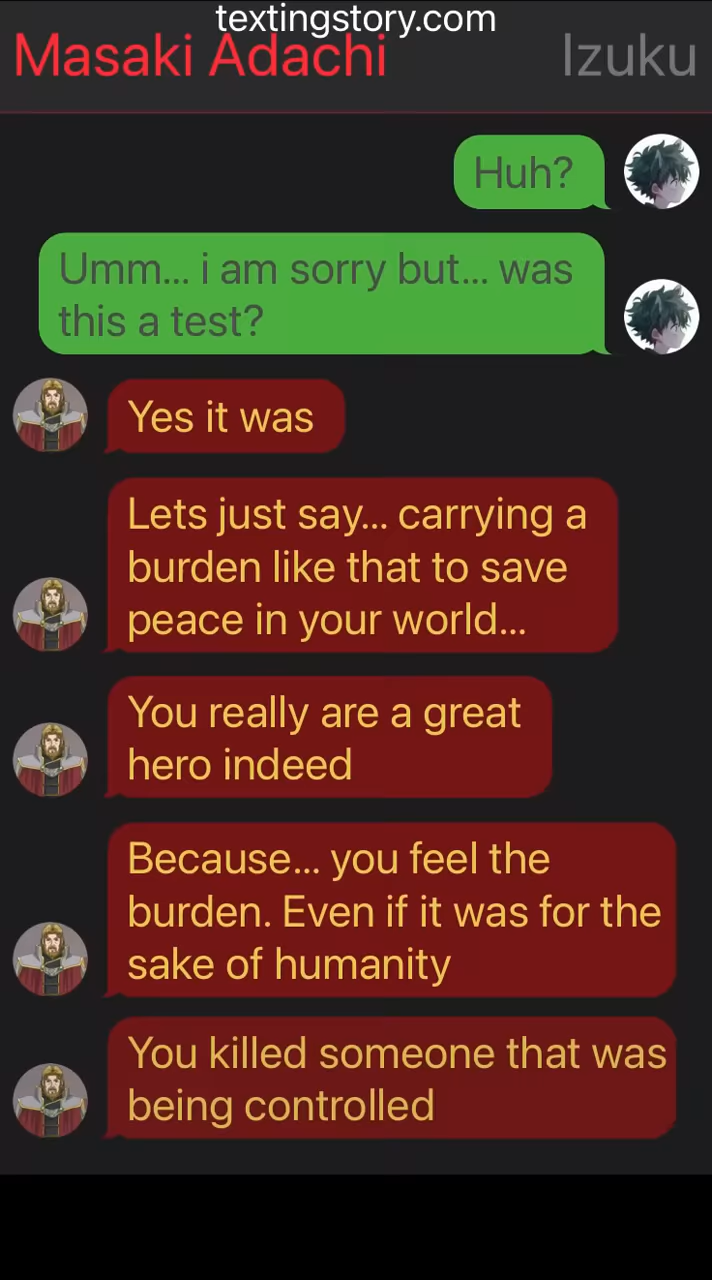 textingstory.com
Masaki Adachi Izuku
Huh?
Umm... i am sorry but... was
this a test?
Yes it was
Lets just say... carrying a
burden like that to save
peace in your world...
You really are a great
hero indeed
Because... you feel the
burden. Even if it was for the
sake of humanity
You killed someone that was
being controlled